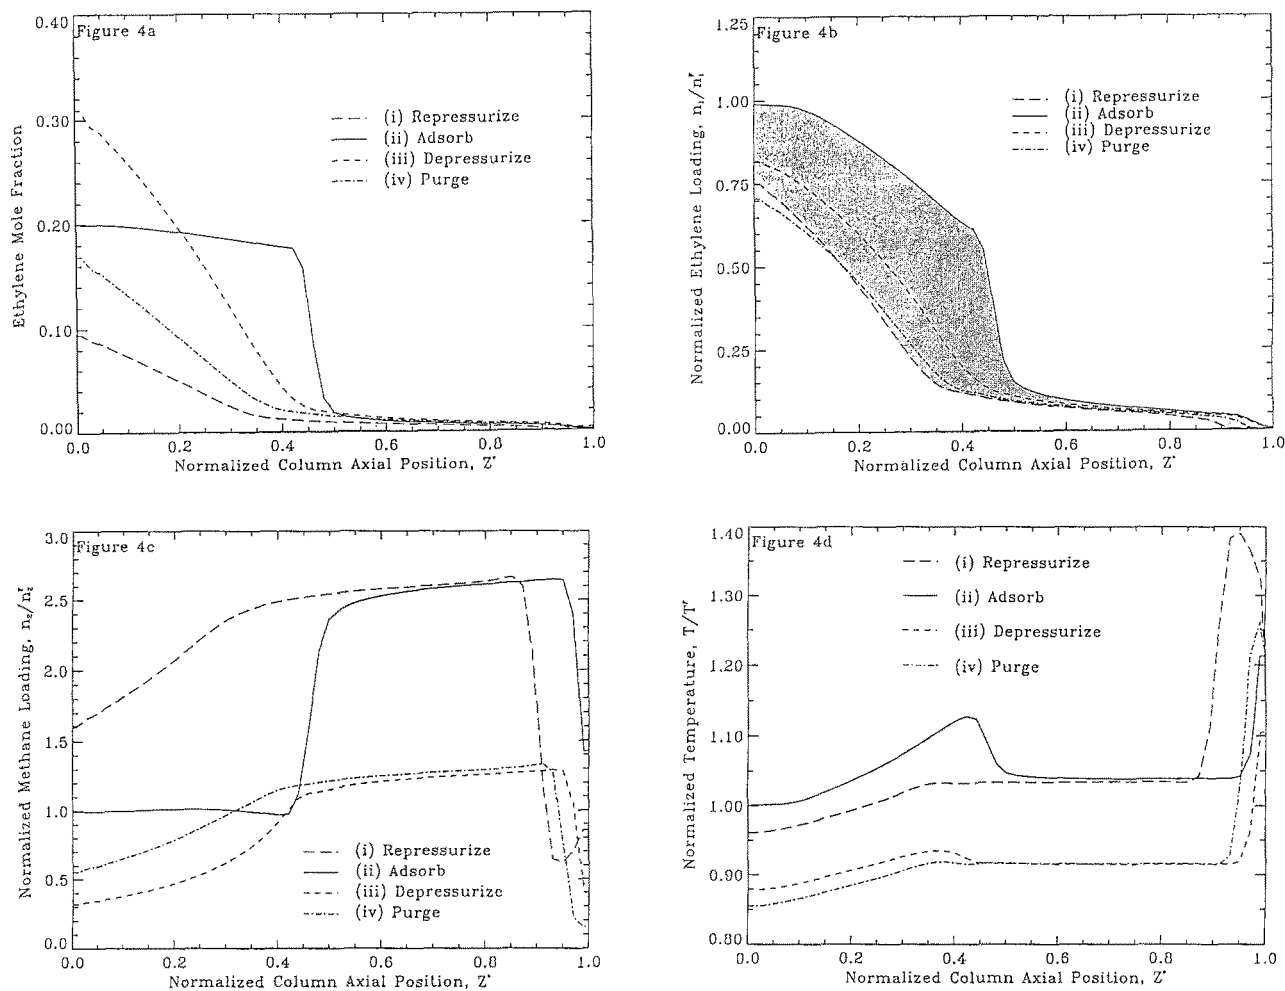 Figure 4a
0.40
0.30
0.20
0.10
0.00
Ethylene Mole Fraction
(i) Repressurize
(ii) Adsorb
(iii) Depressurize
(iv) Purge
0.0 0.2 0.4 0.6 0.8 1.0
Normalized Column Axial Position, Z*
Figure 4b
1.25
1.00
0.75
0.50
0.25
0.00
Normalized Ethylene Loading, n₁/n₁ʳ
(i) Repressurize
(ii) Adsorb
(iii) Depressurize
(iv) Purge
0.0 0.2 0.4 0.6 0.8 1.0
Normalized Column Axial Position, Z*
Figure 4c
3.0
2.5
2.0
1.5
1.0
0.5
0.0
Normalized Methane Loading, n₂/n₂ʳ
(i) Repressurize
(ii) Adsorb
(iii) Depressurize
(iv) Purge
0.0 0.2 0.4 0.6 0.8 1.0
Normalized Column Axial Position, Z*
Figure 4d
1.40
1.30
1.20
1.10
1.00
0.90
0.80
Normalized Temperature, T/Tʳ
(i) Repressurize
(ii) Adsorb
(iii) Depressurize
(iv) Purge
0.0 0.2 0.4 0.6 0.8 1.0
Normalized Column Axial Position, Z*